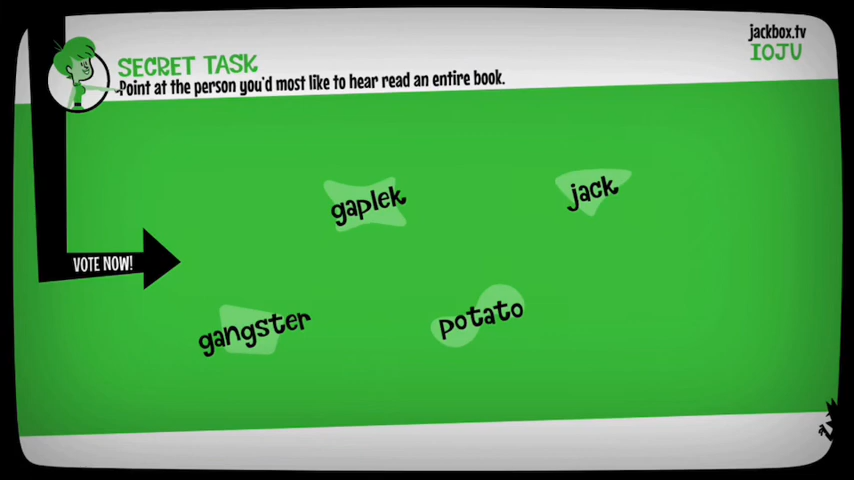 SECRET TASK
Point at the person you'd most like to hear read an entire book.
jackbox.tv
IOJU
gaplek
jack
VOTE NOW!
gangster
potato